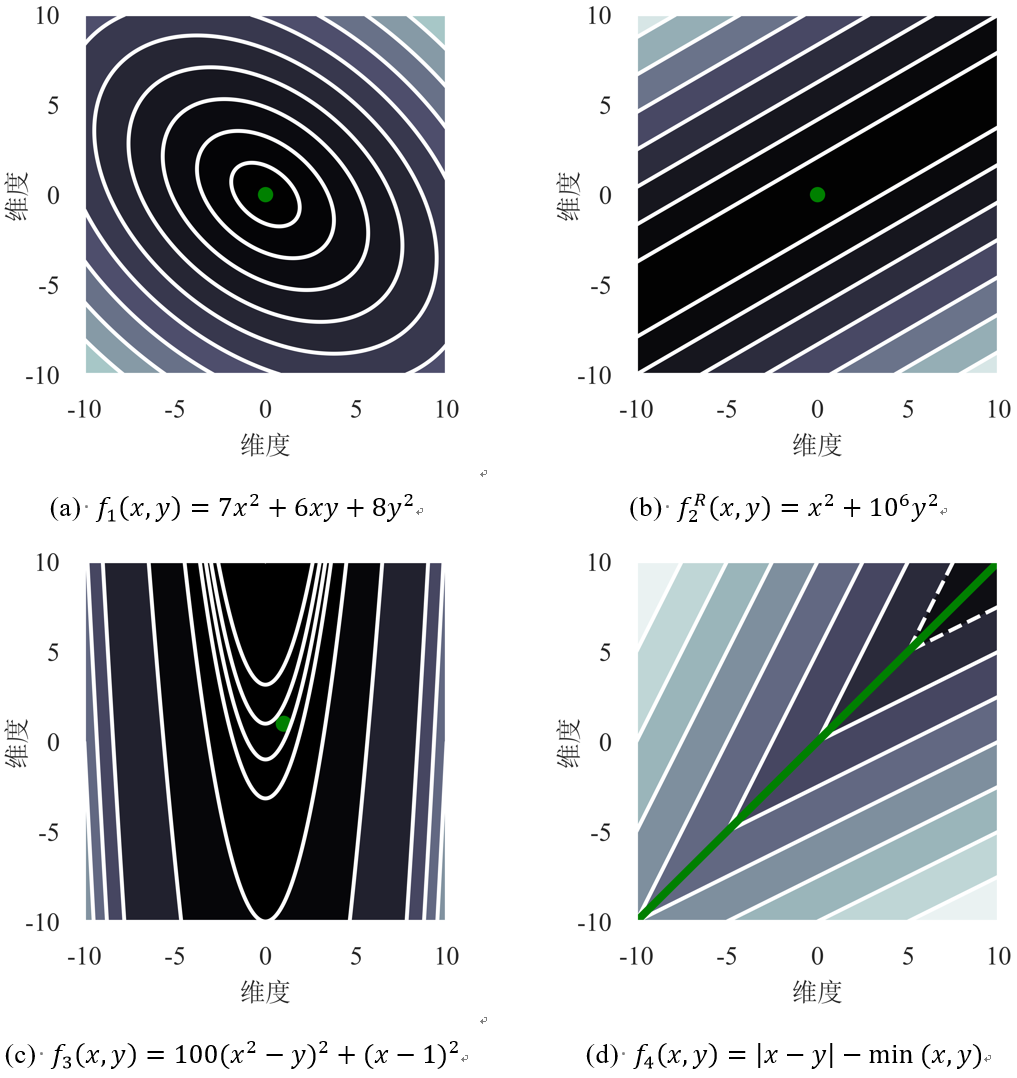 10
5
0
-5
-10
维度
-10 -5 0 5 10
维度
(a) f₁(x, y) = 7x² + 6xy + 8y²
10
5
0
-5
-10
维度
-10 -5 0 5 10
维度
(b) f₂ᴿ(x, y) = x² + 10⁶y²
10
5
0
-5
-10
维度
-10 -5 0 5 10
维度
(c) f₃(x, y) = 100(x² − y)² + (x − 1)²
10
5
0
-5
-10
维度
-10 -5 0 5 10
维度
(d) f₄(x, y) = |x − y| − min (x, y)